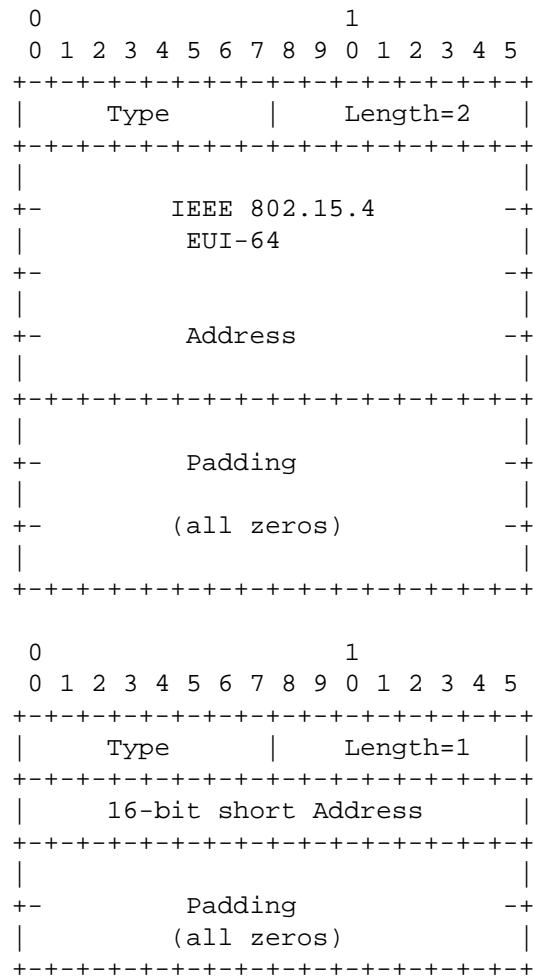 0                   1
 0 1 2 3 4 5 6 7 8 9 0 1 2 3 4 5
+-+-+-+-+-+-+-+-+-+-+-+-+-+-+-+-+
|     Type      |    Length=2   |
+-+-+-+-+-+-+-+-+-+-+-+-+-+-+-+-+
|                               |
+-        IEEE 802.15.4        -+
|          EUI-64               |
+-                             -+
|                               |
+-         Address             -+
|                               |
+-+-+-+-+-+-+-+-+-+-+-+-+-+-+-+-+
|                               |
+-         Padding             -+
|                               |
+-        (all zeros)          -+
|                               |
+-+-+-+-+-+-+-+-+-+-+-+-+-+-+-+-+

 0                   1
 0 1 2 3 4 5 6 7 8 9 0 1 2 3 4 5
+-+-+-+-+-+-+-+-+-+-+-+-+-+-+-+-+
|     Type      |    Length=1   |
+-+-+-+-+-+-+-+-+-+-+-+-+-+-+-+-+
|     16-bit short Address      |
+-+-+-+-+-+-+-+-+-+-+-+-+-+-+-+-+
|                               |
+-         Padding             -+
|         (all zeros)           |
+-+-+-+-+-+-+-+-+-+-+-+-+-+-+-+-+